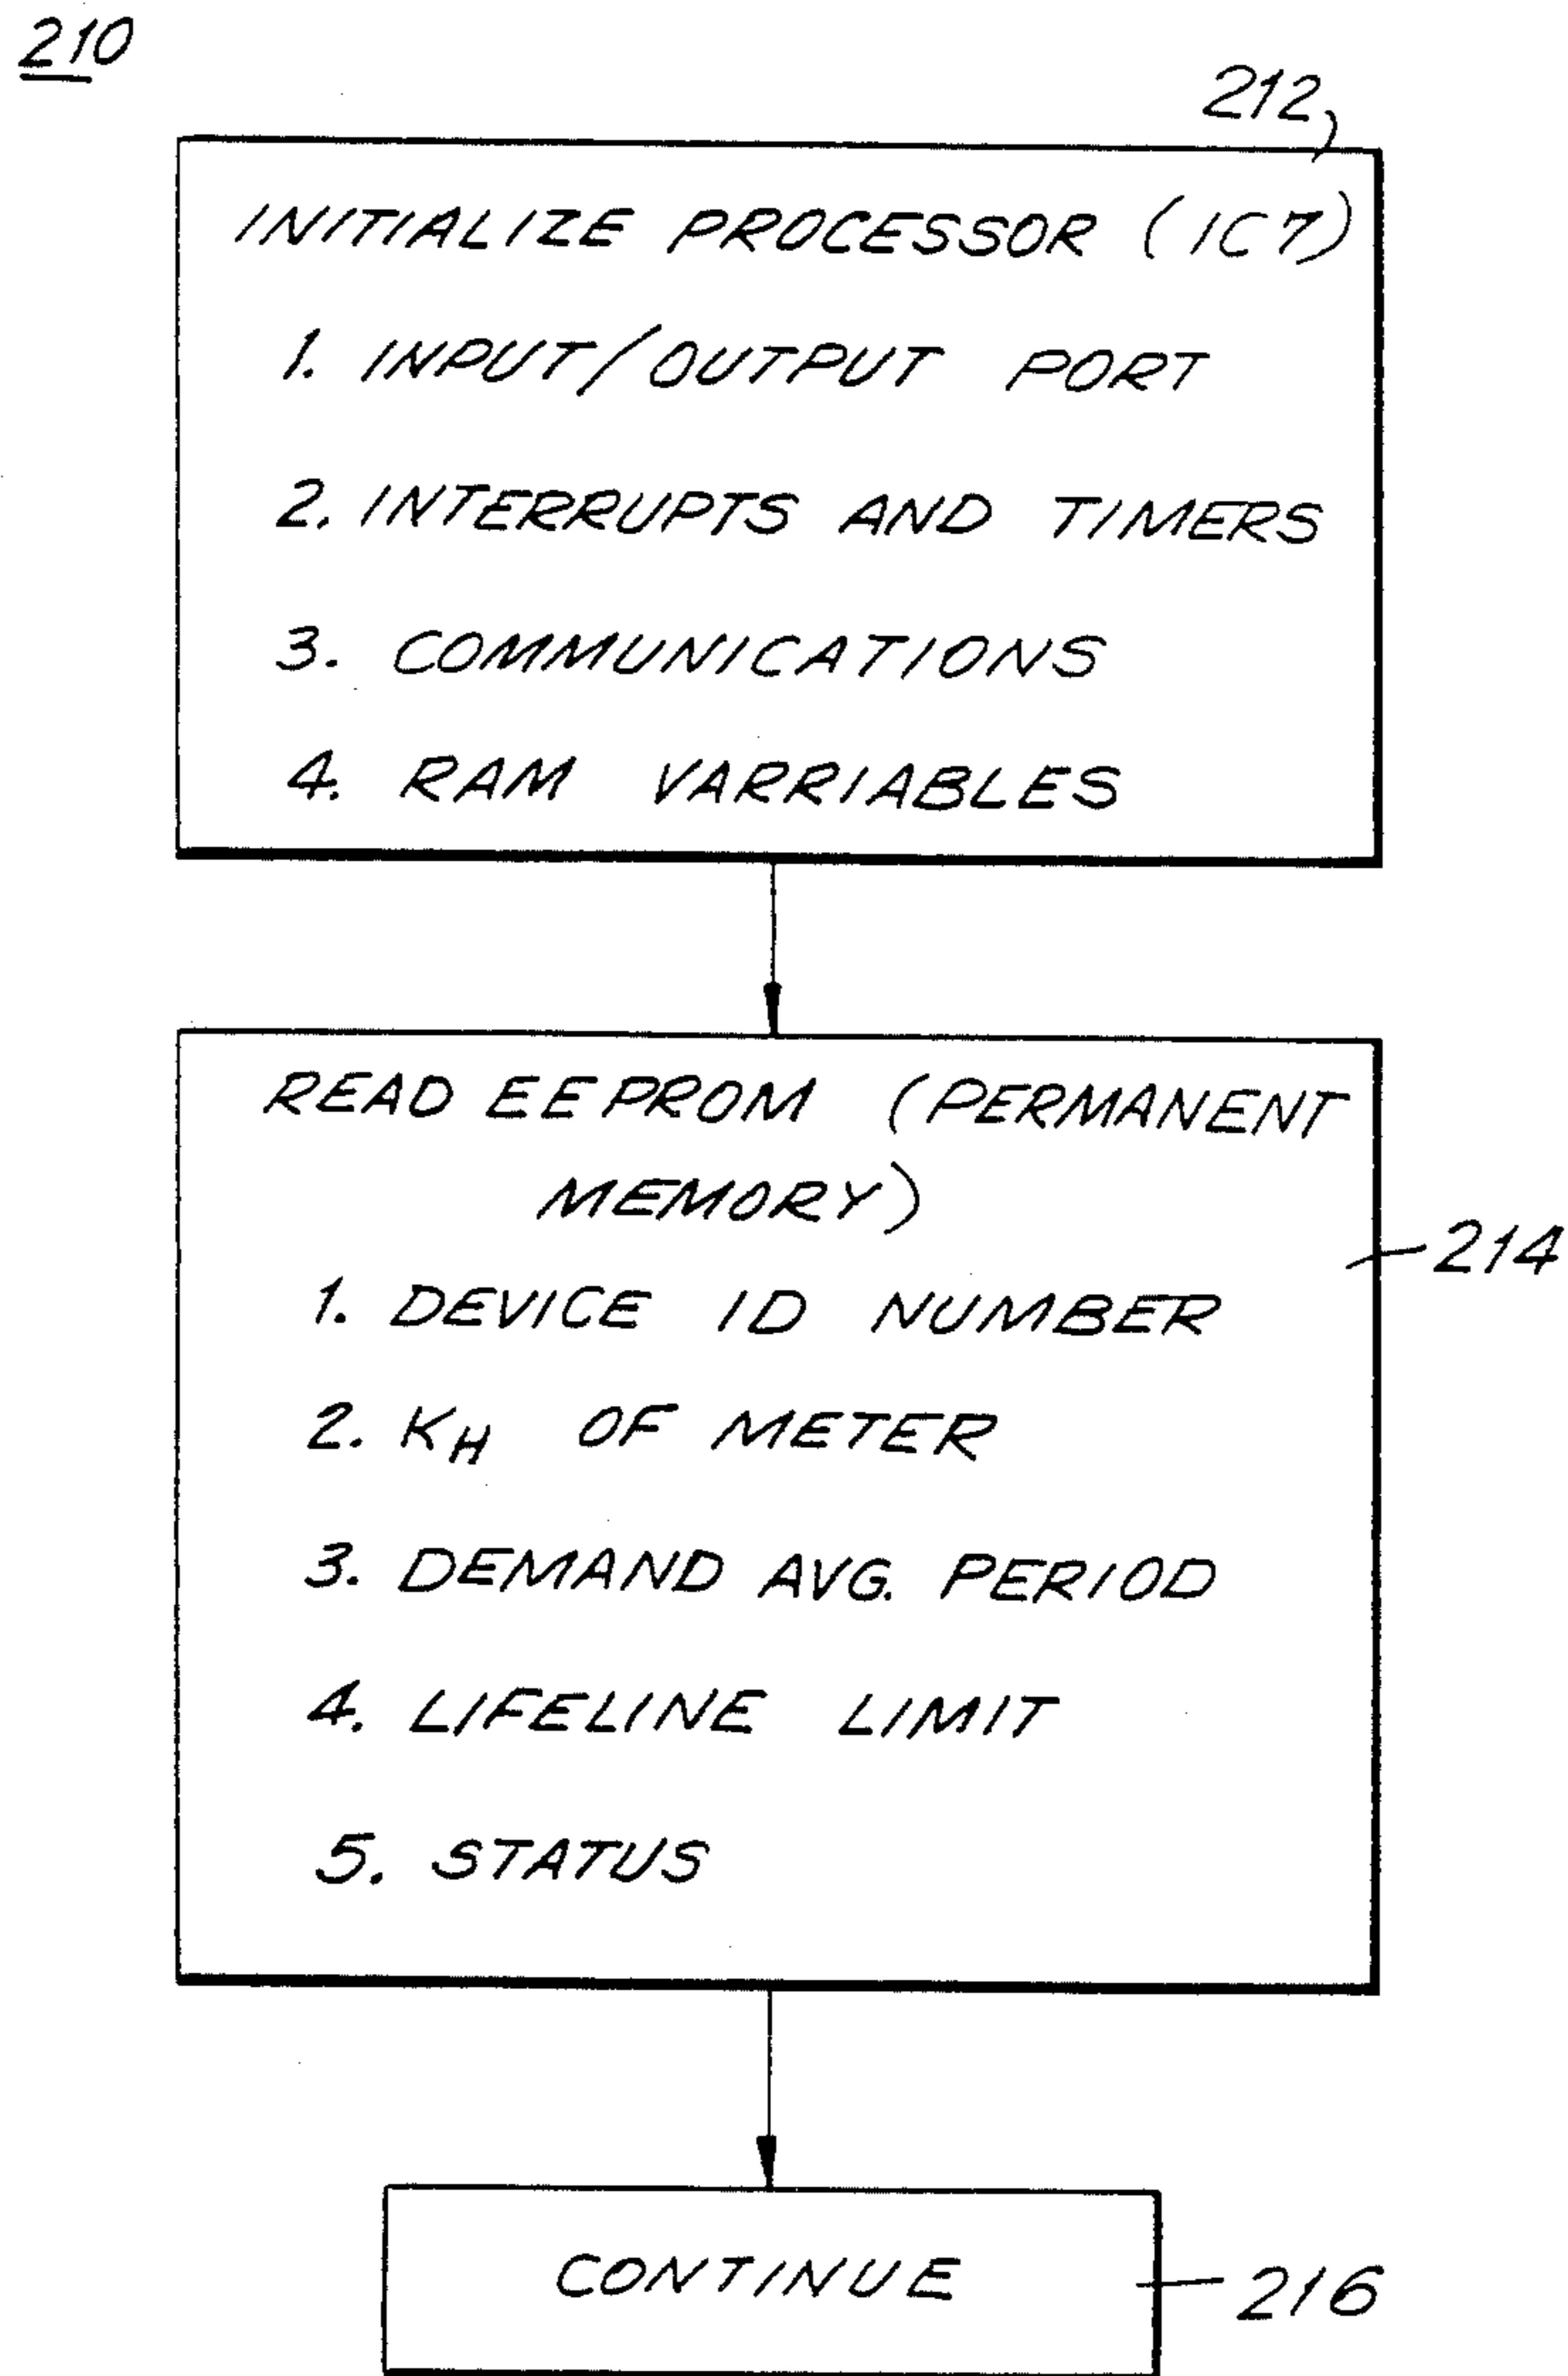 210
212
INITIALIZE PROCESSOR (IC7)
1. INPUT/OUTPUT PORT
2. INTERRUPTS AND TIMERS
3. COMMUNICATIONS
4. RAM VARRIABLES
READ EEPROM (PERMANENT
MEMORY)
214
1. DEVICE ID NUMBER
2. KH OF METER
3. DEMAND AVG. PERIOD
4. LIFELINE LIMIT
5. STATUS
CONTINUE
216